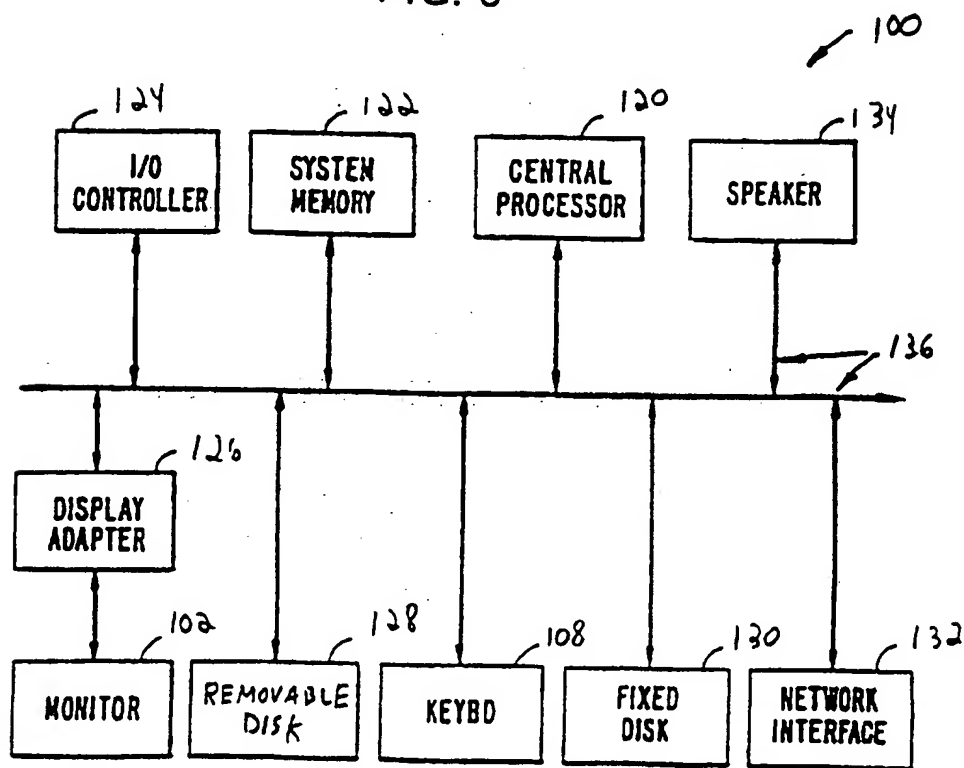 100
124
122
120
134
I/O
CONTROLLER
SYSTEM
MEMORY
CENTRAL
PROCESSOR
SPEAKER
136
126
DISPLAY
ADAPTER
102
128
108
130
132
MONITOR
REMOVABLE
DISK
KEYBD
FIXED
DISK
NETWORK
INTERFACE